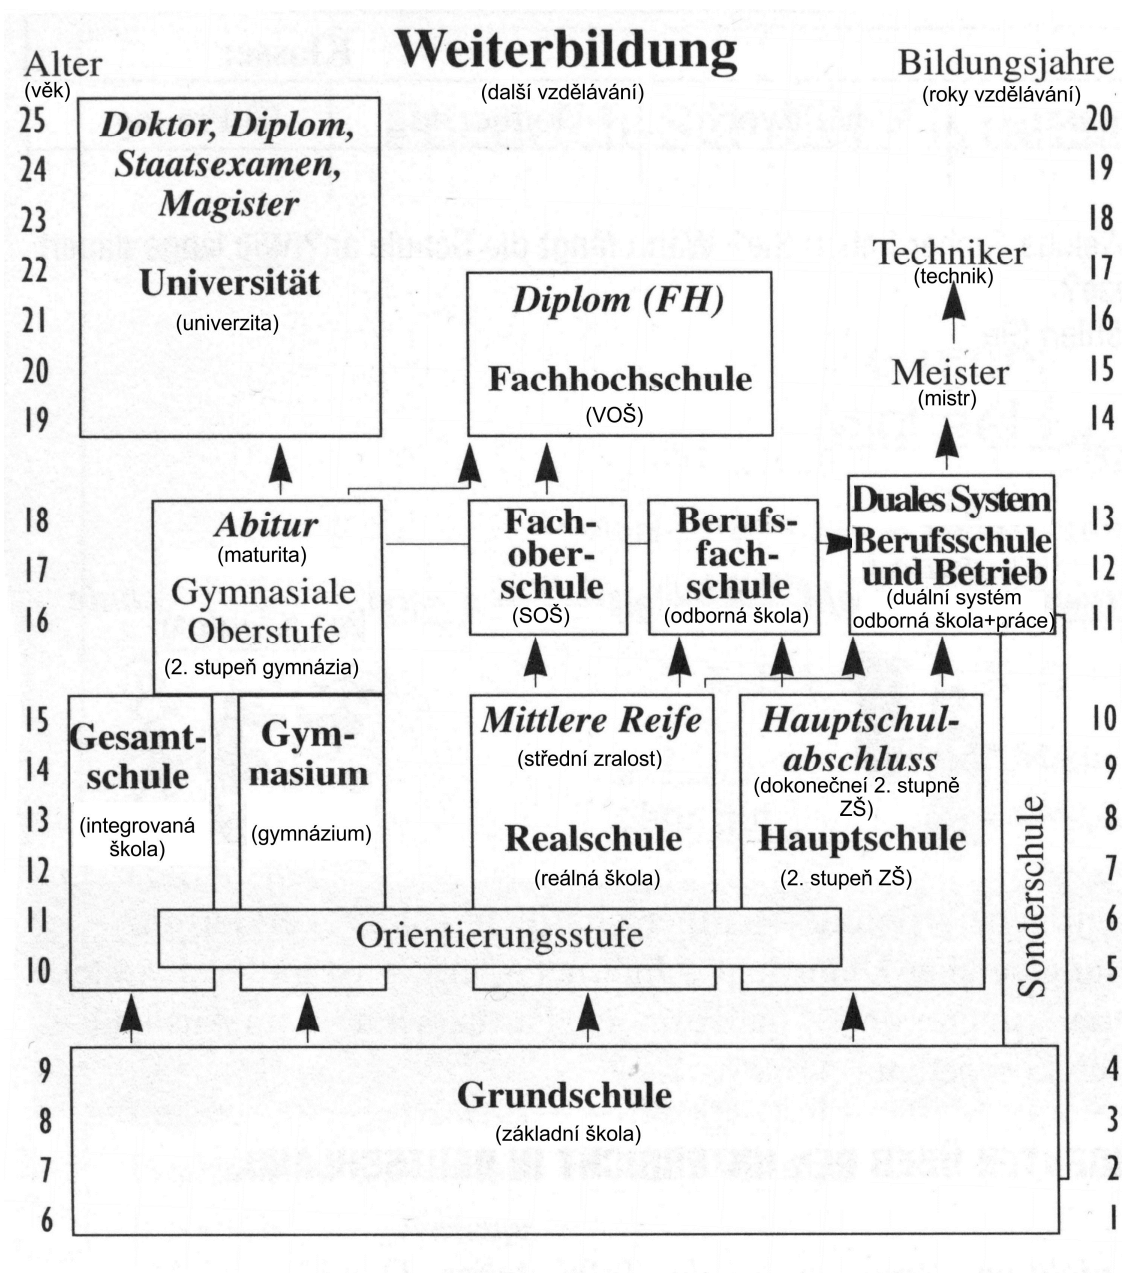 Weiterbildung
(další vzdělávání)
Alter
(věk)
Bildungsjahre
(roky vzdělávání)
25
24
23
22
21
20
19
18
17
16
15
14
13
12
11
10
9
8
7
6
Doktor, Diplom,
Staatsexamen,
Magister
Universität
(univerzita)
Diplom (FH)
Fachhochschule
(VOŠ)
Techniker
(technik)
Meister
(mistr)
Abitur
(maturita)
Gymnasiale
Oberstufe
(2. stupeň gymnázia)
Fach-
ober-
schule
(SOŠ)
Berufs-
fach-
schule
(odborná škola)
Duales System
Berufsschule
und Betrieb
(duální systém
odborná škola+práce)
Gesamt-
schule
(integrovaná
škola)
Gym-
nasium
(gymnázium)
Mittlere Reife
(střední zralost)
Realschule
(reálná škola)
Hauptschul-
abschluss
(dokonečneí 2. stupně
ZŠ)
Hauptschule
(2. stupeň ZŠ)
Sonderschule
Orientierungsstufe
Grundschule
(základní škola)
20
19
18
17
16
15
14
13
12
11
10
9
8
7
6
5
4
3
2
1